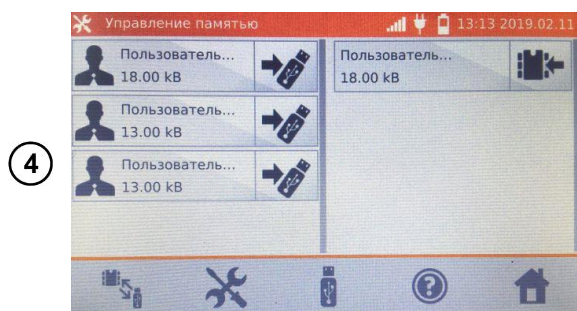 Управление памятью
13:13 2019.02.11
Пользователь...
18.00 kB
Пользователь...
13.00 kB
Пользователь...
13.00 kB
Пользователь...
18.00 kB
4
?